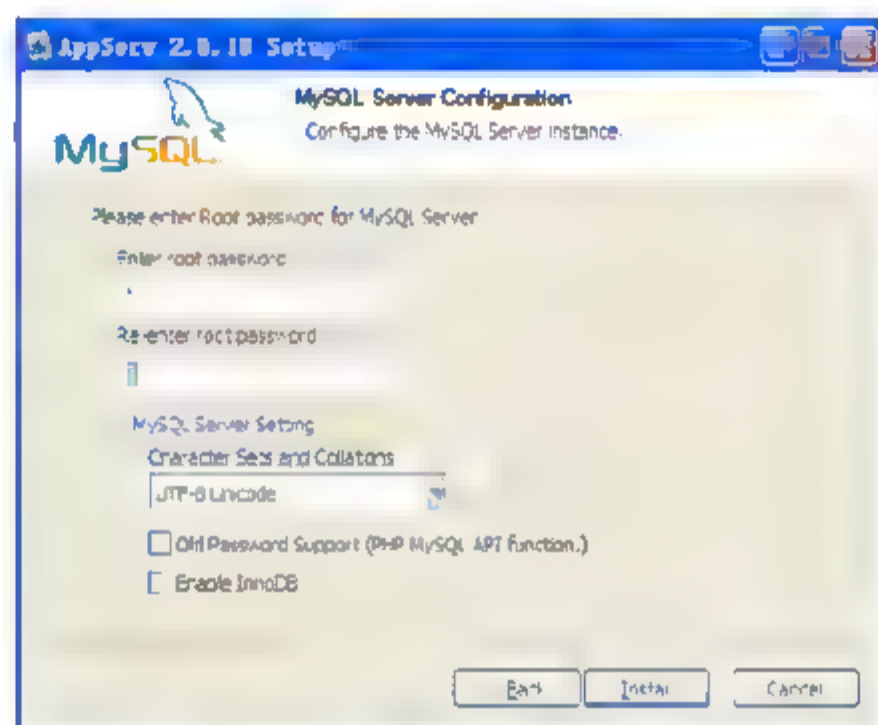 AppServ 2.5.10 Setup
MySQL Server Configuration
Configure the MySQL Server instance.
MySQL
Please enter Root password for MySQL Server
Enter root password
Re-enter root password
MySQL Server Setting
Character Sets and Collations
UTF-8 Unicode
Old Password Support (PHP MySQL API function.)
Enable InnoDB
Back
Install
Cancel